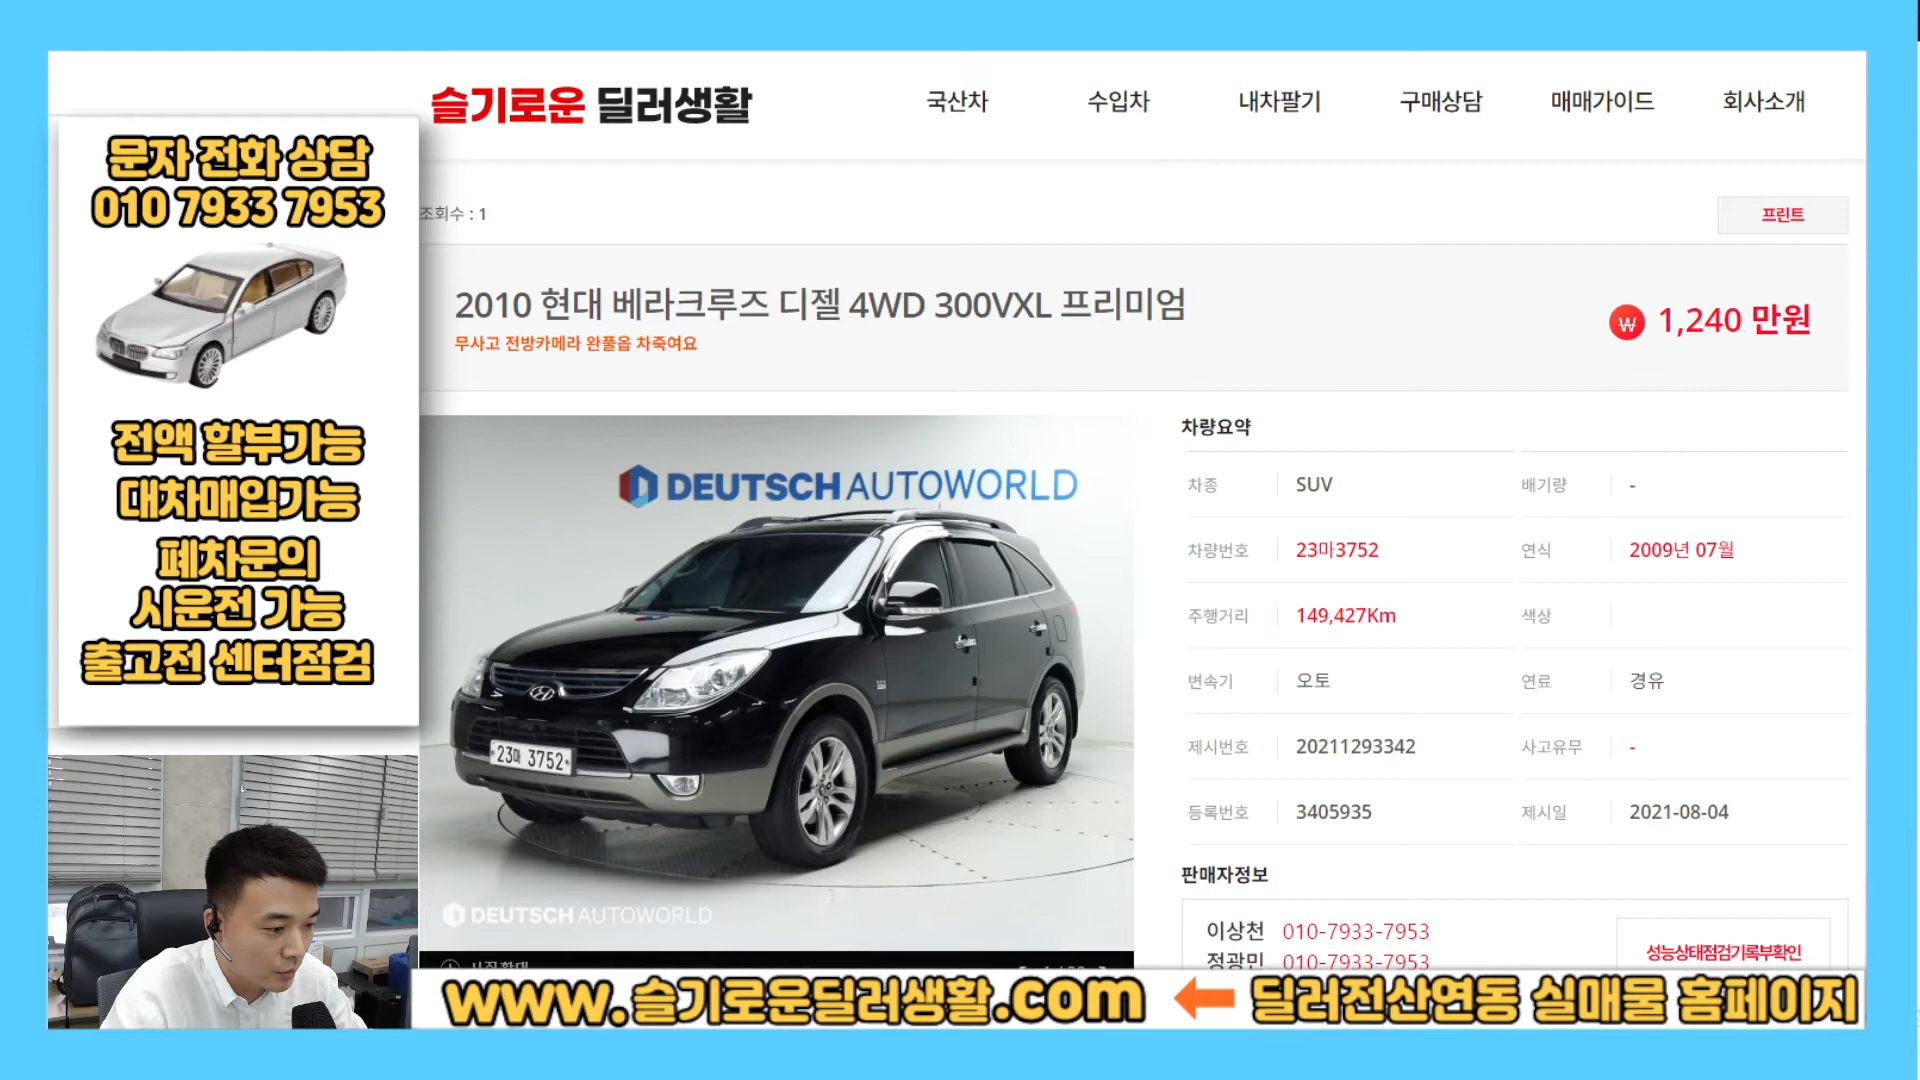 슬기로운 딜러생활
국산차
수입차
내차팔기
구매상담
매매가이드
회사소개
문자 전화 상담
010 7933 7953
전액 할부가능
대차매입가능
폐차문의
시운전 가능
출고전 센터점검
조회수 : 1
프린트
2010 현대 베라크루즈 디젤 4WD 300VXL 프리미엄
무사고 전방카메라 완풀옵 차죽여요
₩ 1,240 만원
DEUTSCH AUTOWORLD
23마 3752
DEUTSCH AUTOWORLD
차량요약
차종 SUV 배기량 -
차량번호 23마3752 연식 2009년 07월
주행거리 149,427Km 색상
변속기 오토 연료 경유
제시번호 20211293342 사고유무 -
등록번호 3405935 제시일 2021-08-04
판매자정보
이상천 010-7933-7953
정광민 010-7933-7953
성능상태점검기록부확인
www.슬기로운딜러생활.com ← 딜러전산연동 실매물 홈페이지